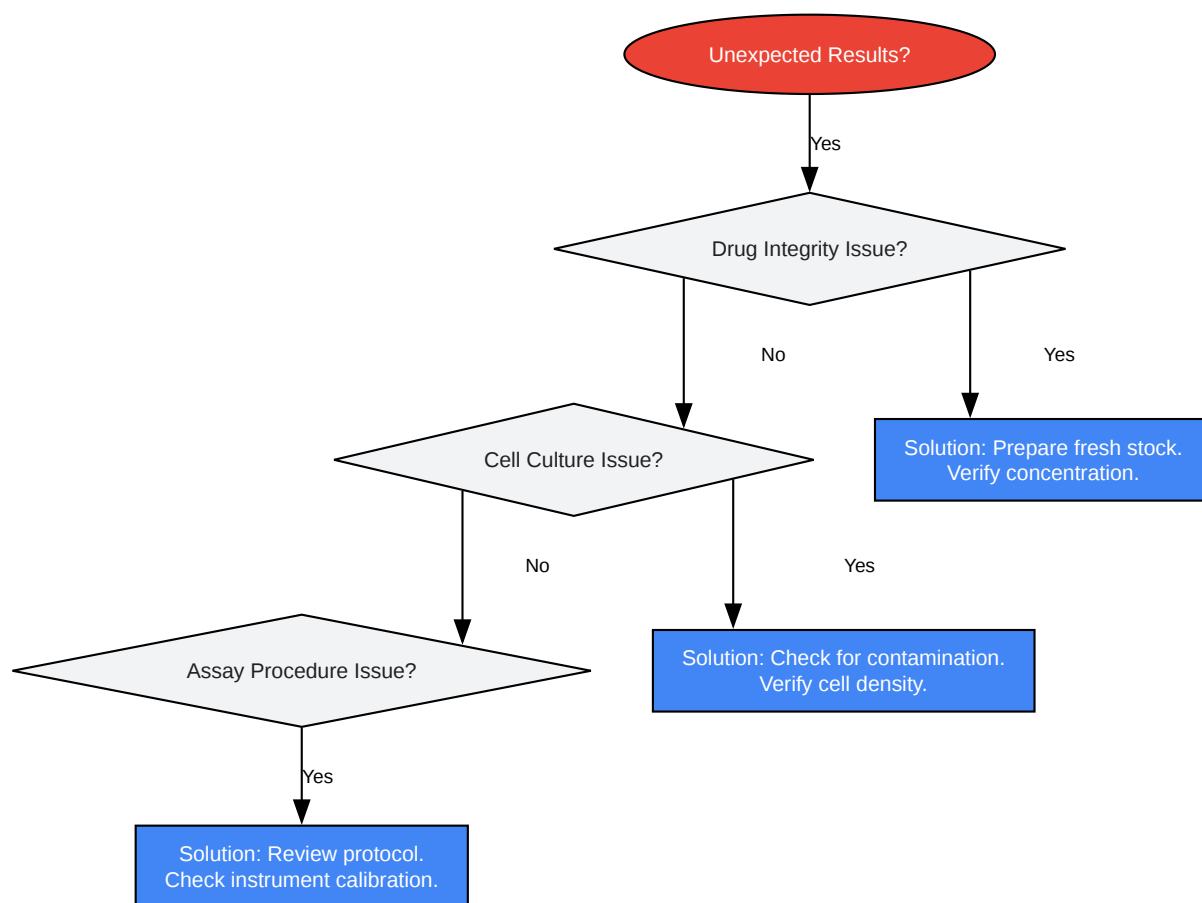 Unexpected Results?
Yes
Drug Integrity Issue?
No
Yes
Cell Culture Issue?
Solution: Prepare fresh stock.
Verify concentration.
No
Yes
Assay Procedure Issue?
Solution: Check for contamination.
Verify cell density.
Yes
Solution: Review protocol.
Check instrument calibration.